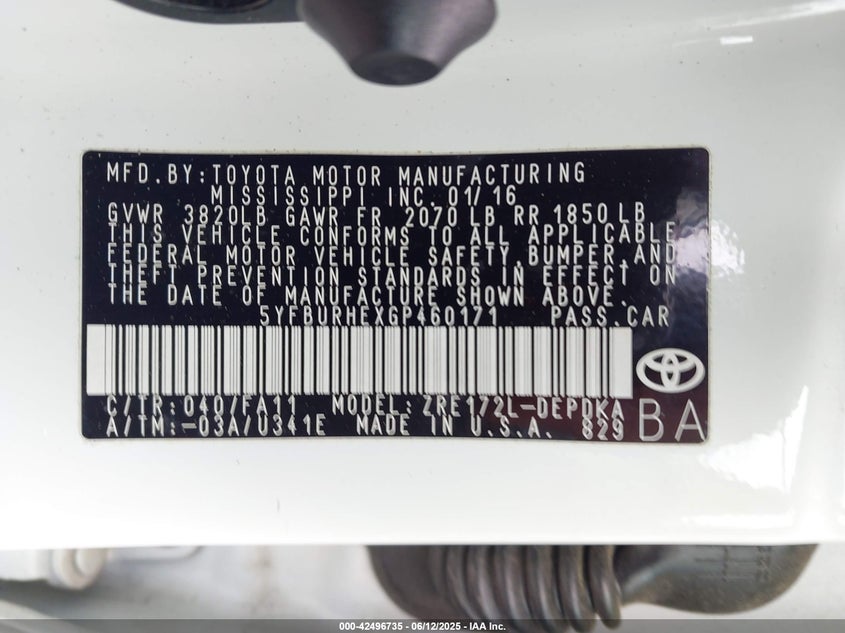 MFD.BY:TOYOTA MOTOR MANUFACTURING
MISSISSIPPI INC.01/16
GVWR 3820LB GAWR FR 2070 LB RR 1850 LB
THIS VEHICLE CONFORMS TO ALL APPLICABLE
FEDERAL MOTOR VEHICLE SAFETY,BUMPER,AND
THEFT PREVENTION STANDARDS IN EFFECT ON
THE DATE OF MANUFACTURE SHOWN ABOVE.
5YFBURHEXGP460171 PASS.CAR
C/TR:040/FA11 MODEL:ZRE172L-DEPDKA
A/TM:-03A/U341E MADE IN U.S.A. 829
BA
000-42496735 - 06/12/2025 - IAA Inc.